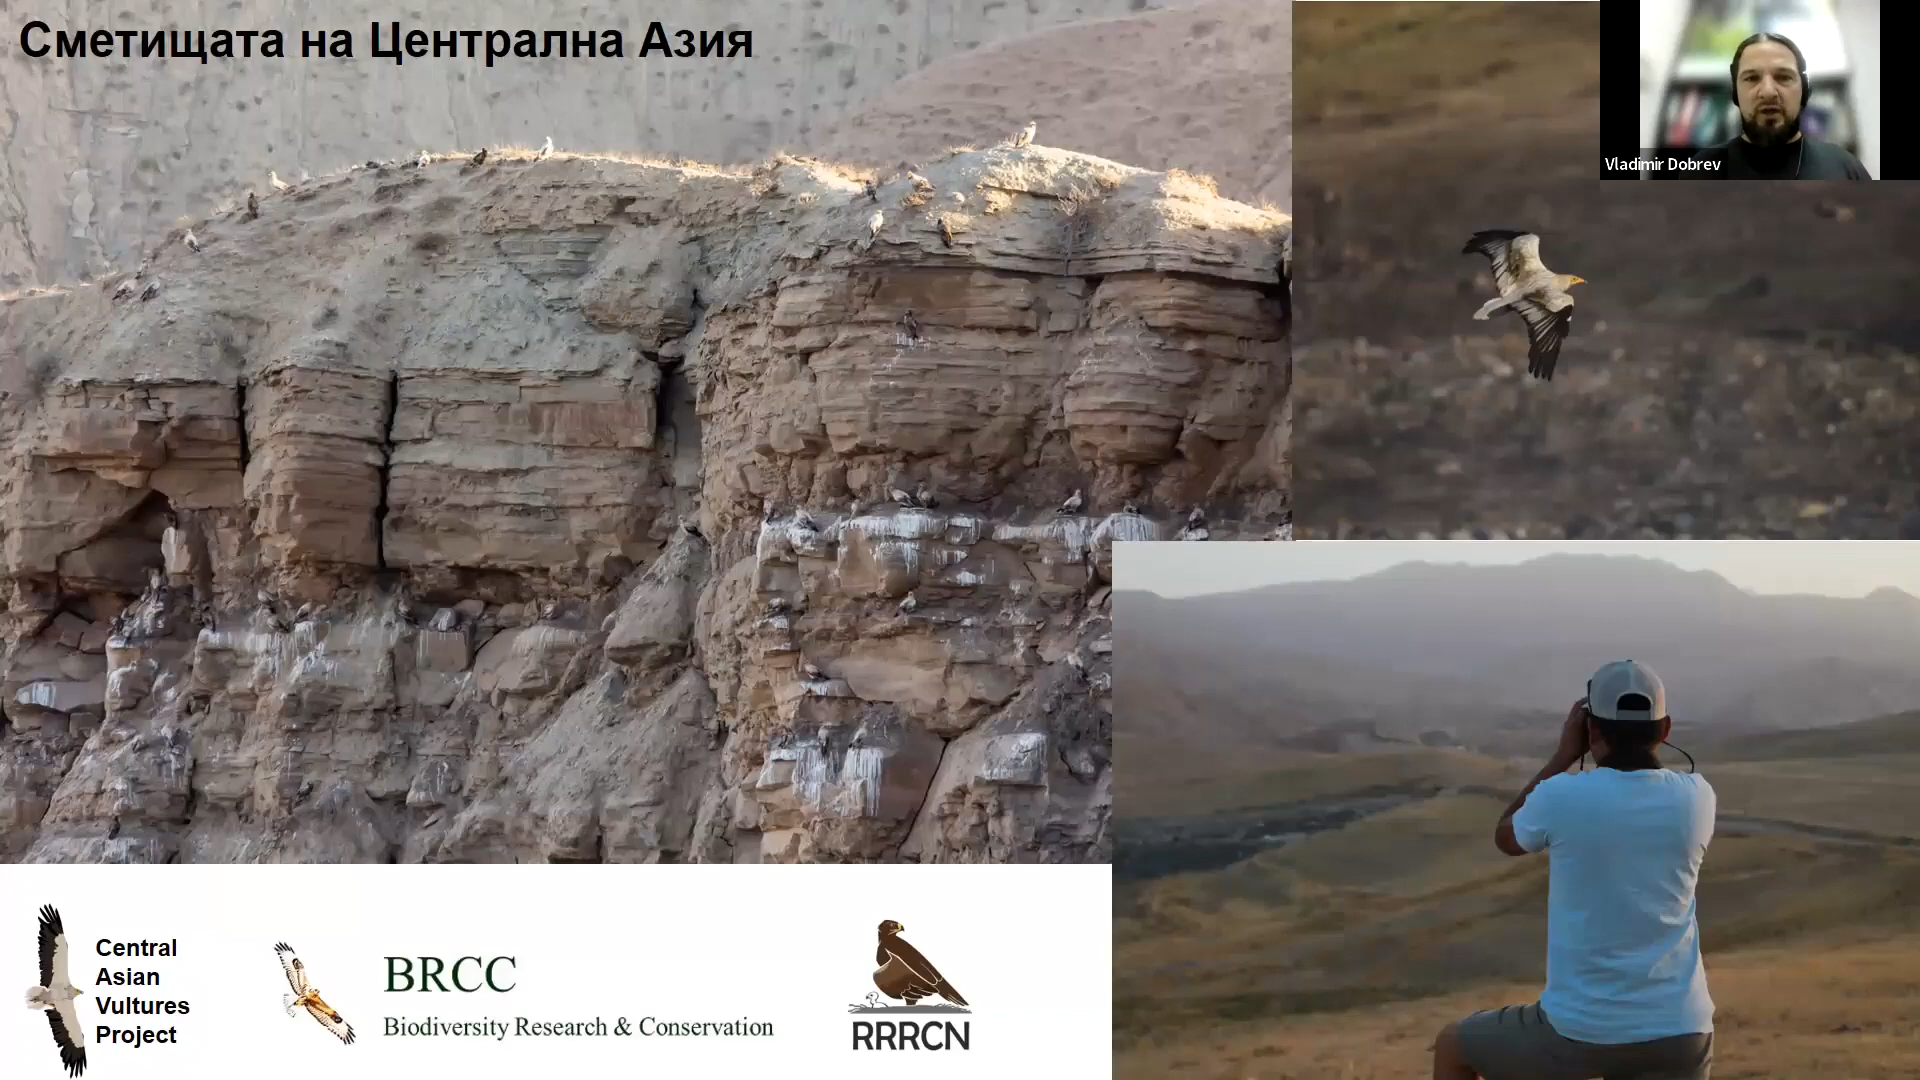 Сметищата на Централна Азия
Vladimir Dobrev
Central
Asian
Vultures
Project
BRCC
Biodiversity Research & Conservation
RRRCN